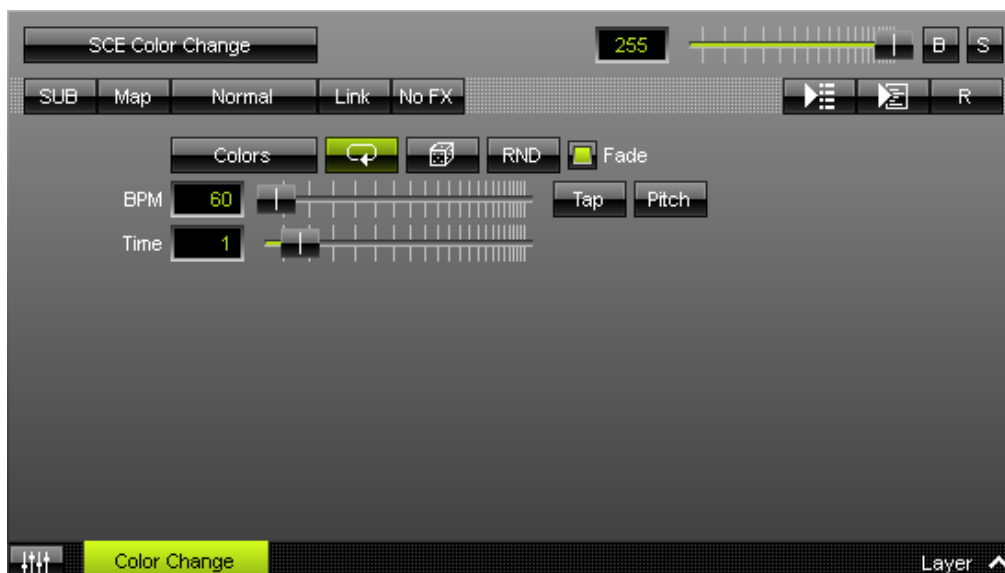 SCE Color Change 255 B S
SUB Map Normal Link No FX R
Colors RND Fade
BPM 60 Tap Pitch
Time 1
Color Change Layer